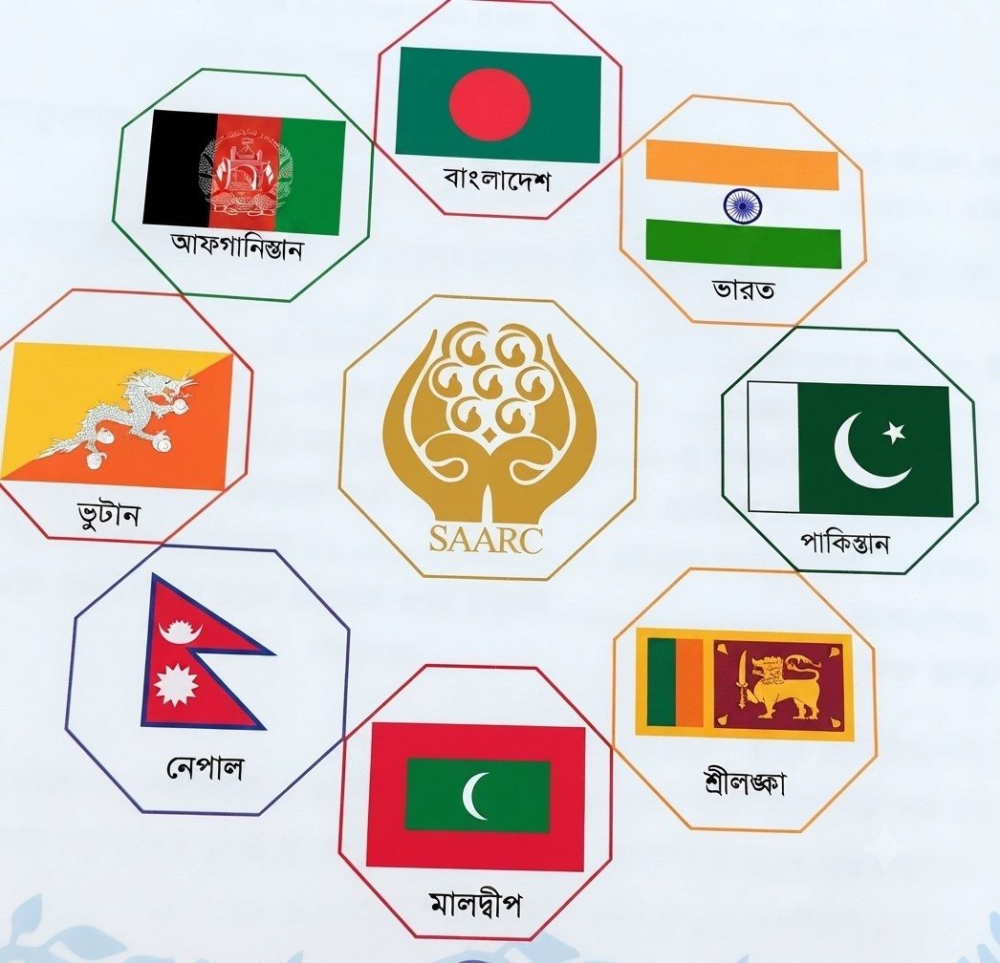 বাংলাদেশ
আফগানিস্তান
ভারত
ভুটান
SAARC
পাকিস্তান
নেপাল
শ্রীলঙ্কা
মালদ্বীপ